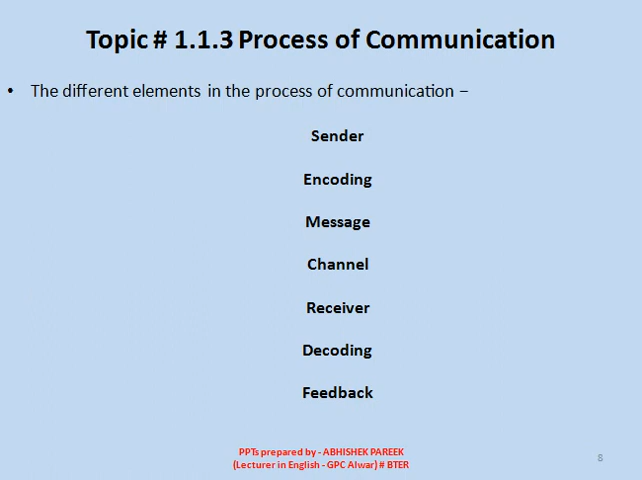 Topic # 1.1.3 Process of Communication
• The different elements in the process of communication –
Sender
Encoding
Message
Channel
Receiver
Decoding
Feedback
PPTs prepared by - ABHISHEK PAREEK
(Lecturer in English - GPC Alwar) # BTER
8